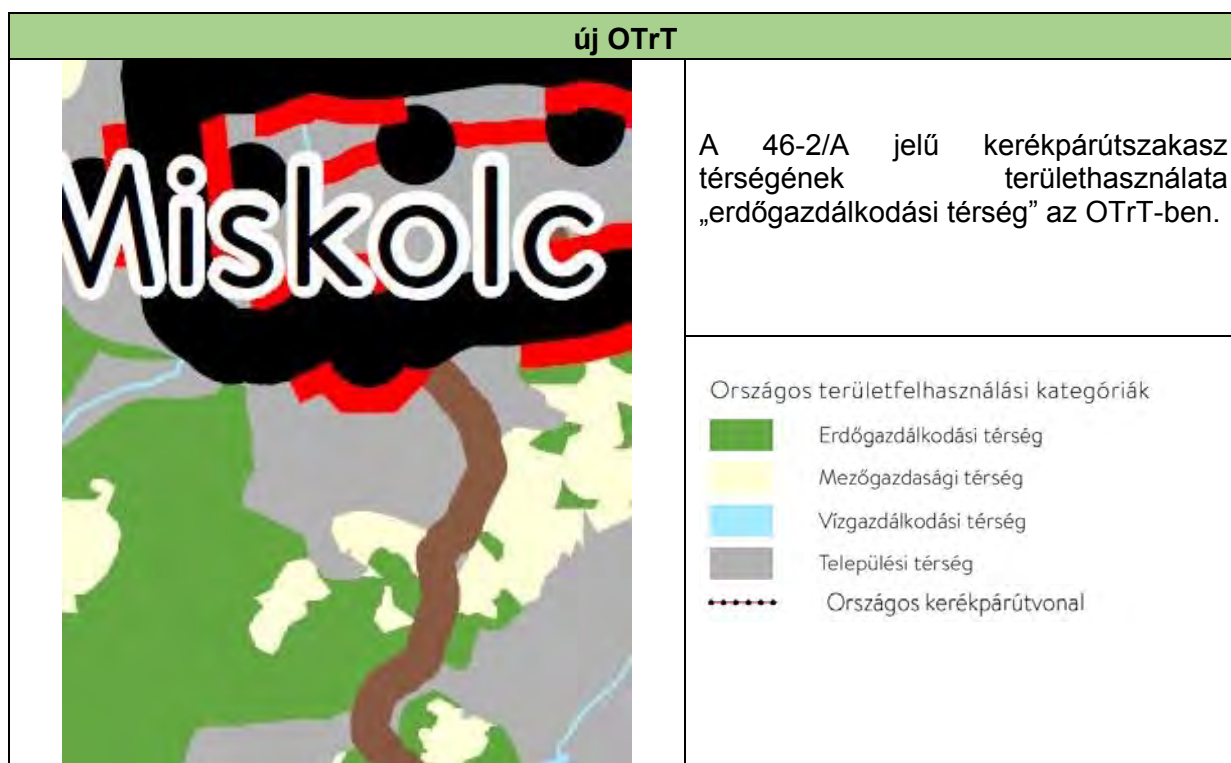 új OTrT
Miskolc
A 46-2/A jelű kerékpárútszakasz
térségének területhasználata
„erdőgazdálkodási térség” az OTrT-ben.
Országos területfelhasználási kategóriák
Erdőgazdálkodási térség
Mezőgazdasági térség
Vízgazdálkodási térség
Települési térség
Országos kerékpárútvonal